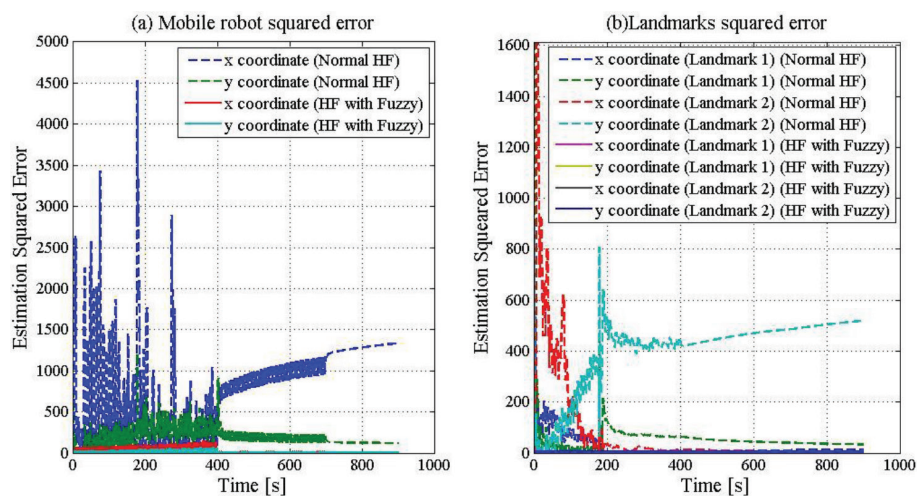 (a) Mobile robot squared error
5000
4500
4000
3500
3000
2500
2000
1500
1000
500
0
Estimation Squared Error
x coordinate (Normal HF)
y coordinate (Normal HF)
x coordinate (HF with Fuzzy)
y coordinate (HF with Fuzzy)
0 200 400 600 800 1000
Time [s]
(b)Landmarks squared error
1600
1400
1200
1000
800
600
400
200
0
Estimation Squeared Error
x coordinate (Landmark 1) (Normal HF)
y coordinate (Landmark 1) (Normal HF)
x coordinate (Landmark 2) (Normal HF)
y coordinate (Landmark 2) (Normal HF)
x coordinate (Landmark 1) (HF with Fuzzy)
y coordinate (Landmark 1) (HF with Fuzzy)
x coordinate (Landmark 2) (HF with Fuzzy)
y coordinate (Landmark 2) (HF with Fuzzy)
0 200 400 600 800 1000
Time [s]